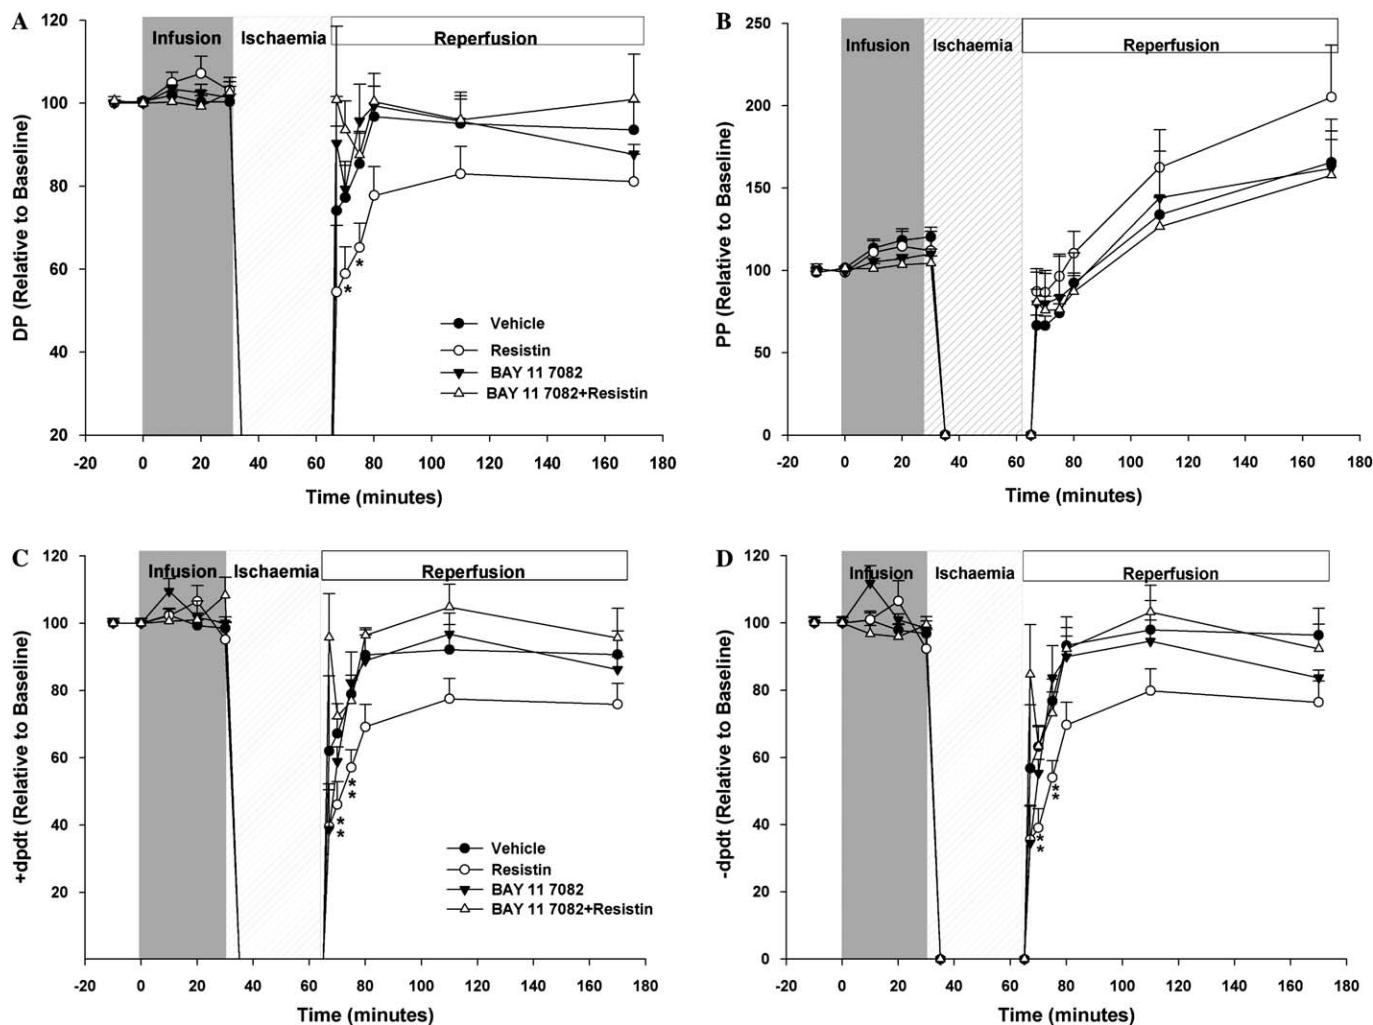 A
DP (Relative to Baseline)
120
100
80
60
40
20
Infusion
Ischaemia
Reperfusion
*
*
Vehicle
Resistin
BAY 11 7082
BAY 11 7082+Resistin
-20 0 20 40 60 80 100 120 140 160 180
Time (minutes)
B
PP (Relative to Baseline)
250
200
150
100
50
0
Infusion
Ischaemia
Reperfusion
-20 0 20 40 60 80 100 120 140 160 180
Time (minutes)
C
+dpdt (Relative to Baseline)
120
100
80
60
40
20
Infusion
Ischaemia
Reperfusion
**
**
Vehicle
Resistin
BAY 11 7082
BAY 11 7082+Resistin
-20 0 20 40 60 80 100 120 140 160 180
Time (minutes)
D
-dpdt (Relative to Baseline)
120
100
80
60
40
20
0
Infusion
Ischaemia
Reperfusion
**
**
-20 0 20 40 60 80 100 120 140 160 180
Time (minutes)